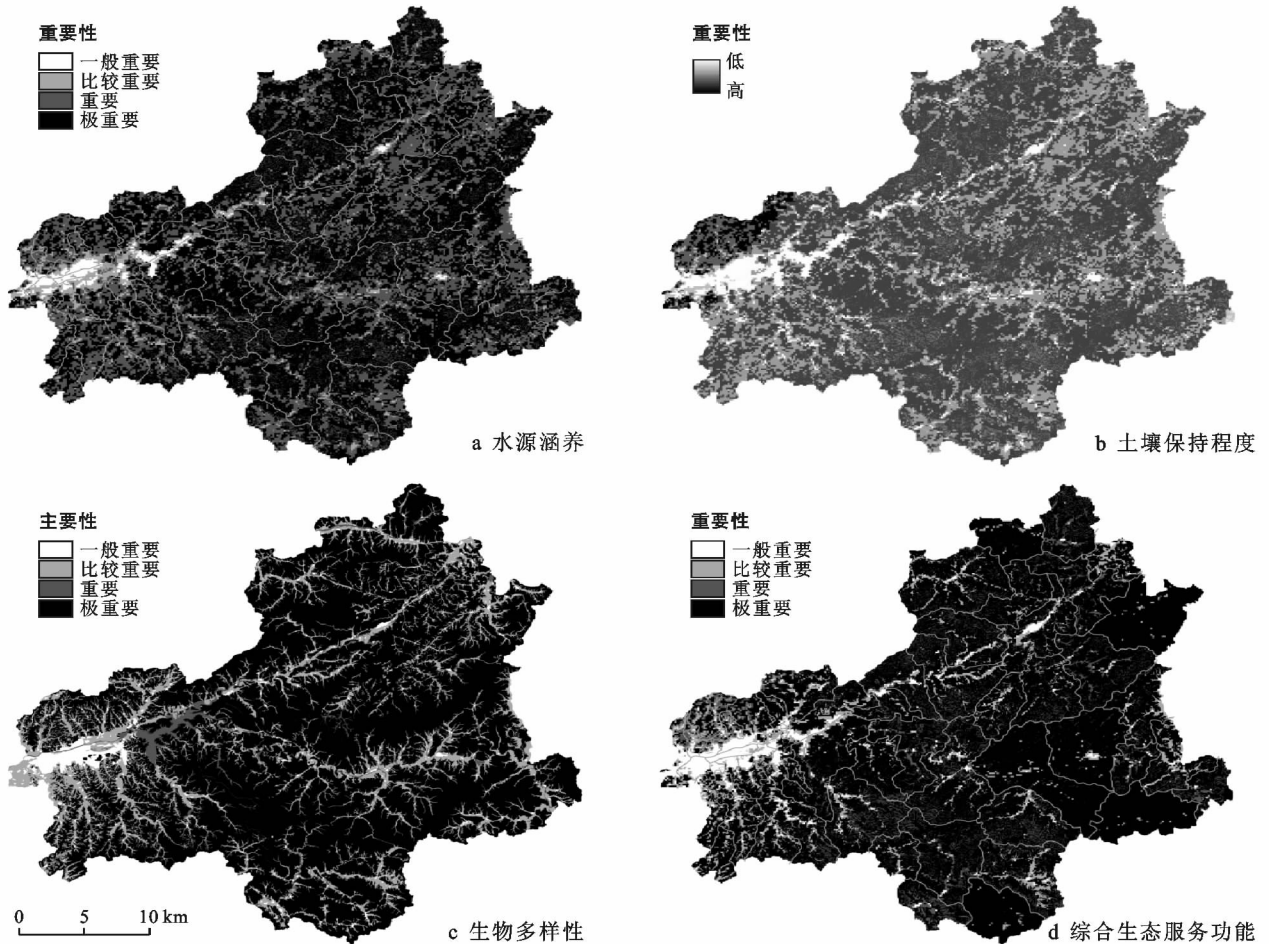 重要性
一般重要
比较重要
重要
极重要
a 水源涵养
重要性
低
高
b 土壤保持程度
主要性
一般重要
比较重要
重要
极重要
0 5 10 km
c 生物多样性
重要性
一般重要
比较重要
重要
极重要
d 综合生态服务功能